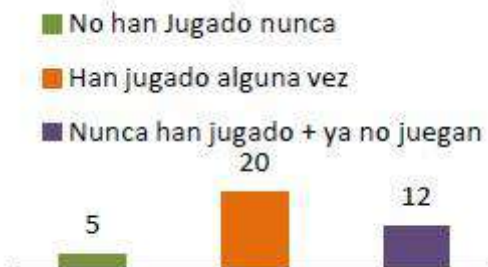 No han Jugado nunca
Han jugado alguna vez
Nunca han jugado + ya no juegan
20
12
5